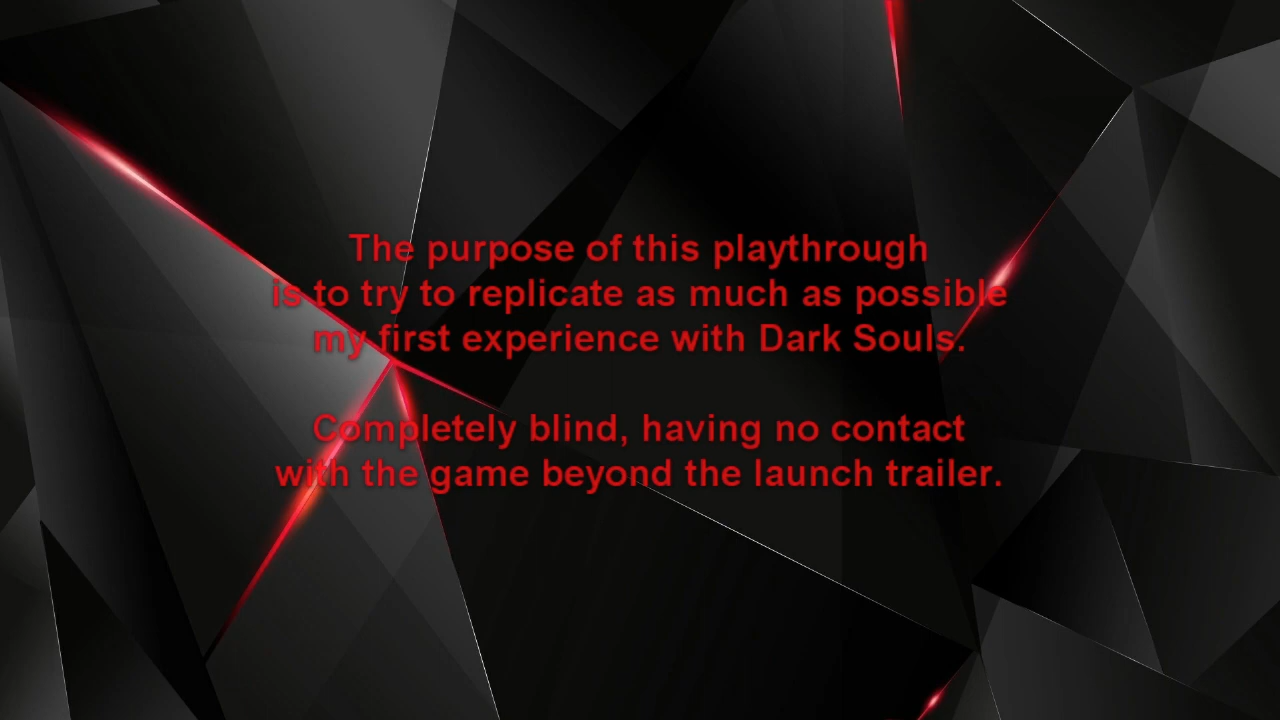 The purpose of this playthrough
is to try to replicate as much as possible
my first experience with Dark Souls.
Completely blind, having no contact
with the game beyond the launch trailer.